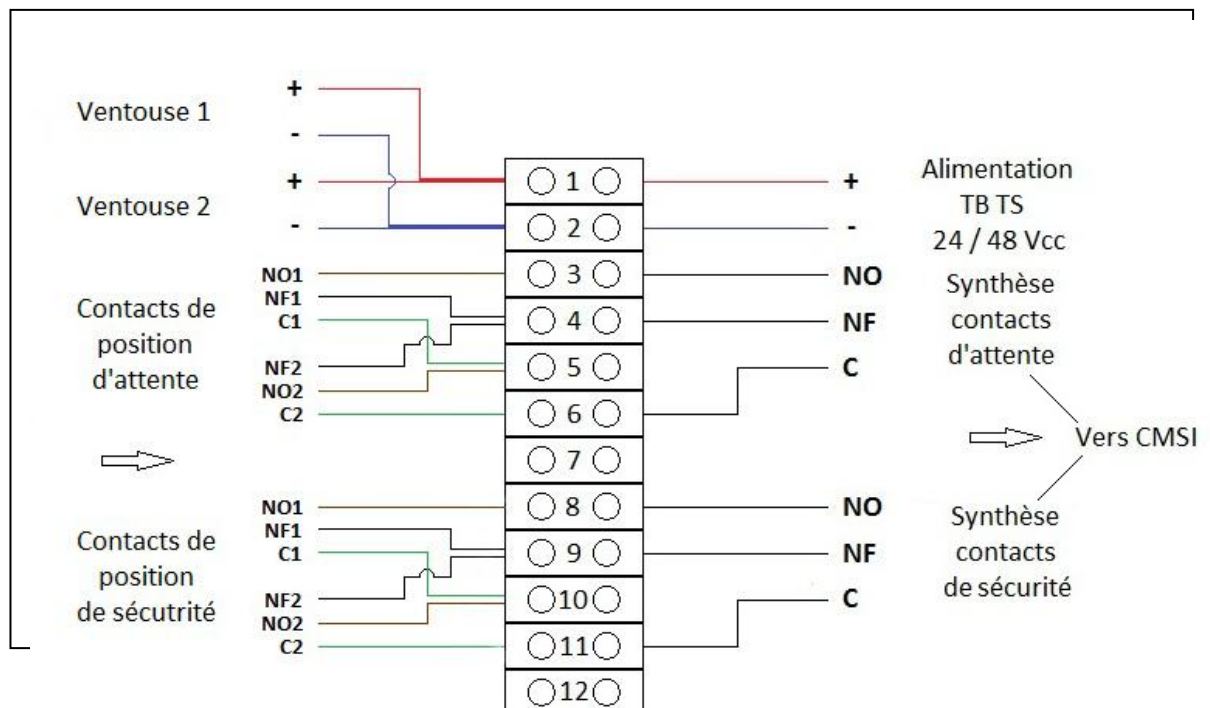 Ventouse 1
+
-
Ventouse 2
+
-
Contacts de
position
d'attente
NO1
NF1
C1
NF2
NO2
C2
Contacts de
position
de sécutrité
NO1
NF1
C1
NF2
NO2
C2
1
2
3
4
5
6
7
8
9
10
11
12
+
-
NO
NF
C
NO
NF
C
Alimentation
TB TS
24 / 48 Vcc
Synthèse
contacts
d'attente
Vers CMSI
Synthèse
contacts
de sécurité